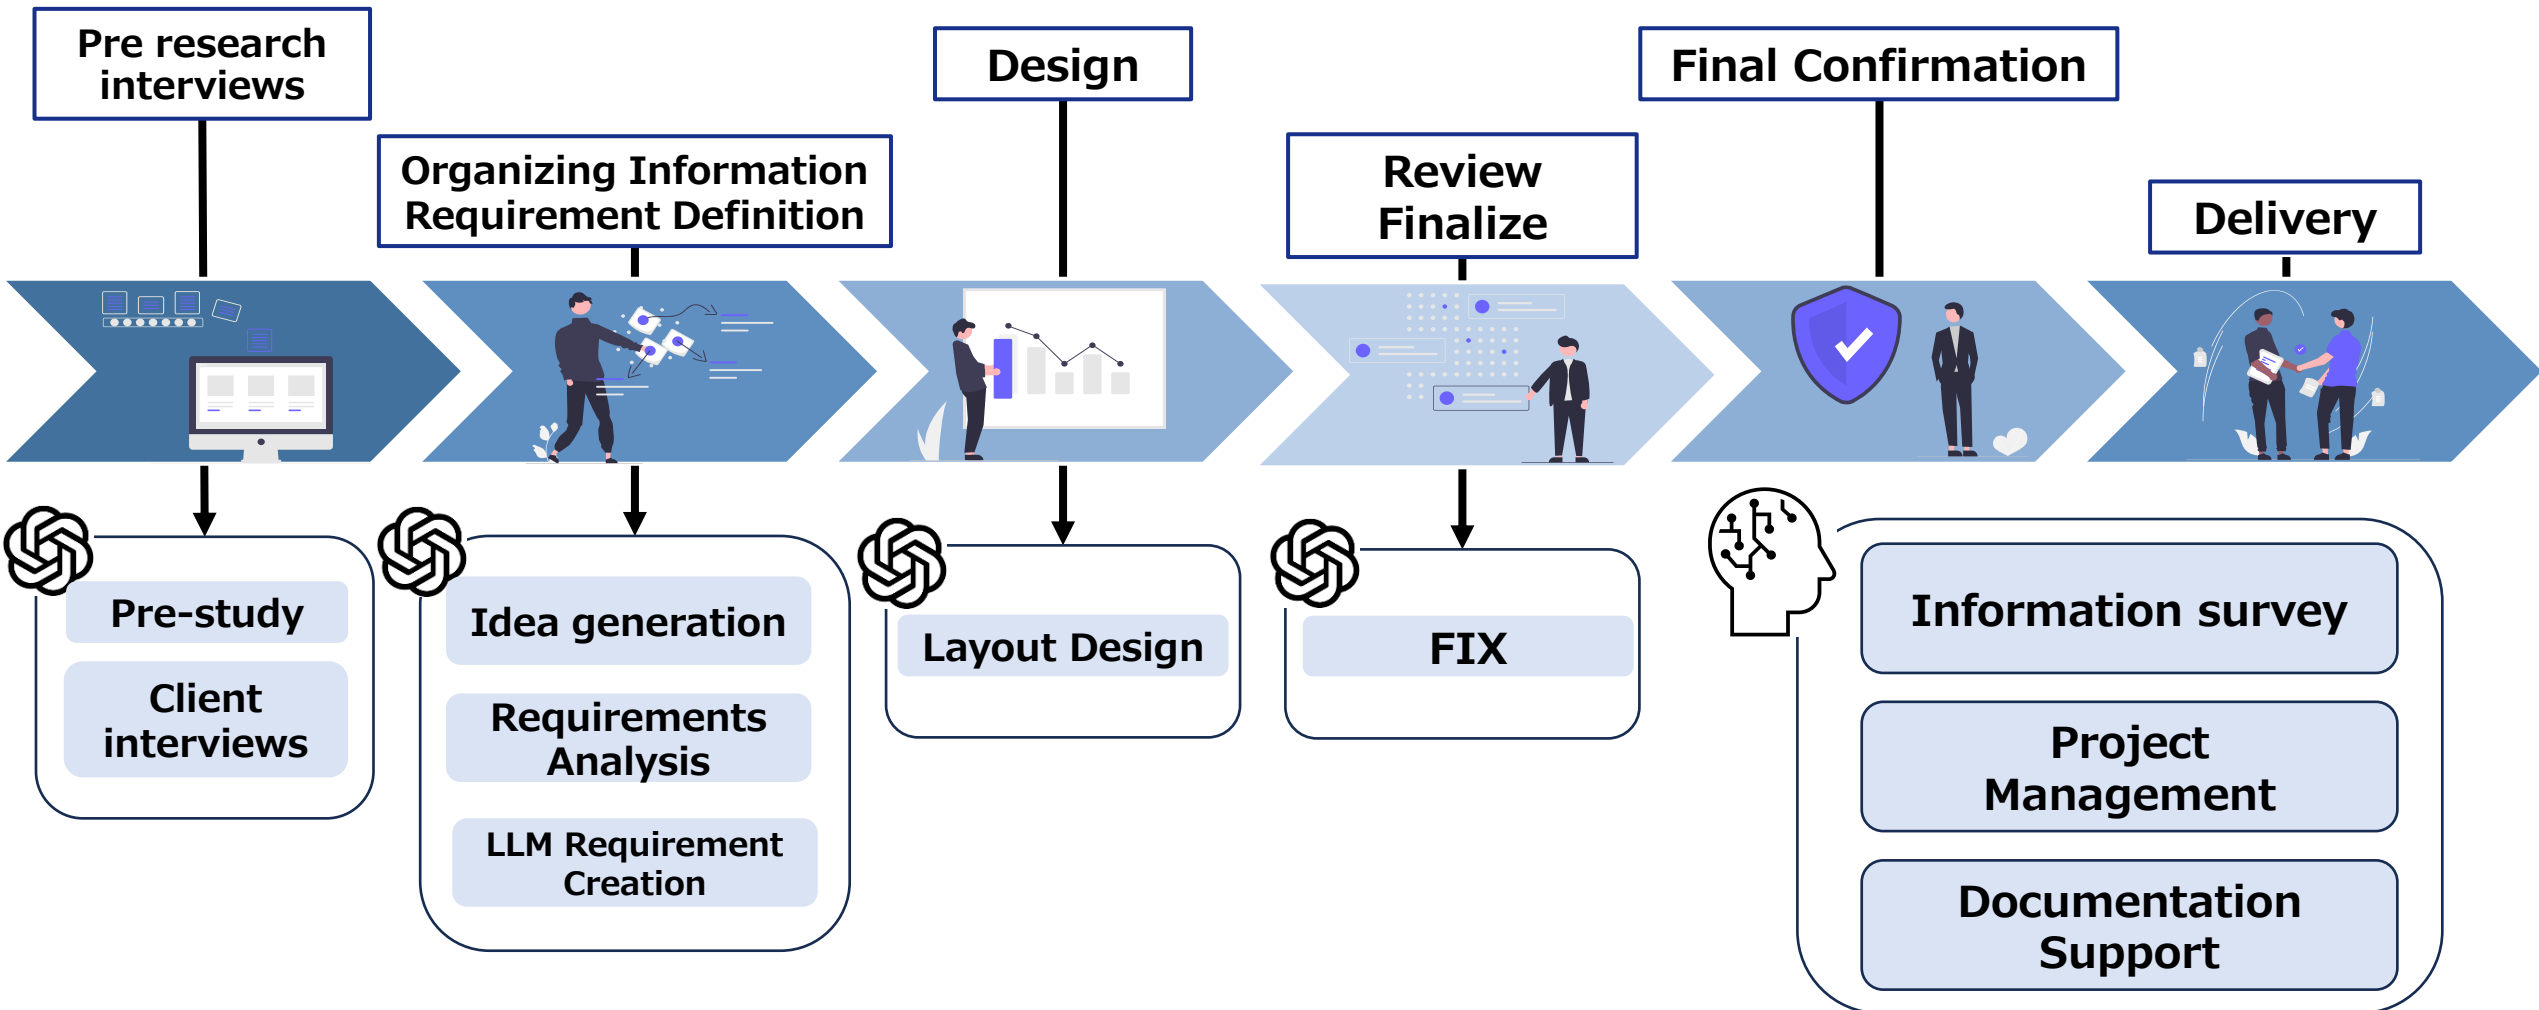 Pre research
interviews
Organizing Information
Requirement Definition
Design
Review
Finalize
Final Confirmation
Delivery
Pre-study
Client
interviews
Idea generation
Requirements
Analysis
LLM Requirement
Creation
Layout Design
FIX
Information survey
Project
Management
Documentation
Support